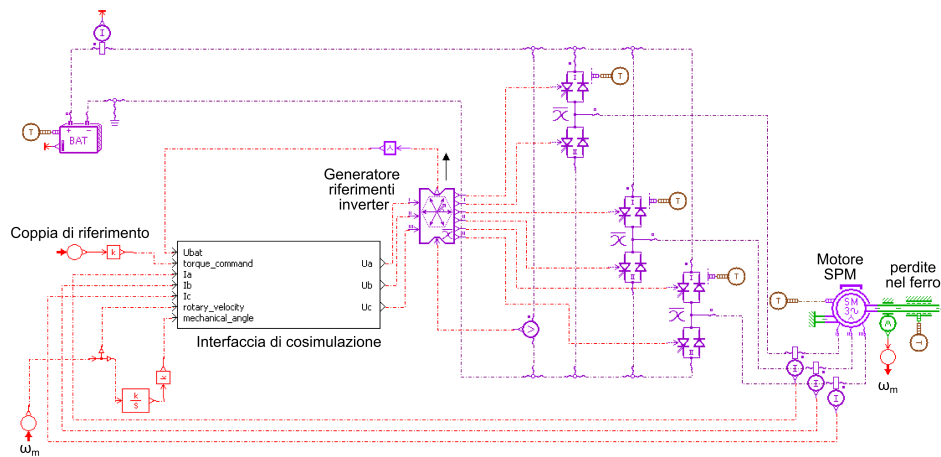 I
T
+ -
BAT
T
Generatore
riferimenti
inverter
Coppia di riferimento
k
Ubat
torque_command
Ia
Ib
Ic
rotary_velocity
mechanical_angle
Ua
Ub
Uc
Interfaccia di cosimulazione
k
k
S
ωm
V
T
T
Motore
SPM
perdite
nel ferro
T
SM
3~
T
ωm
I
I
I